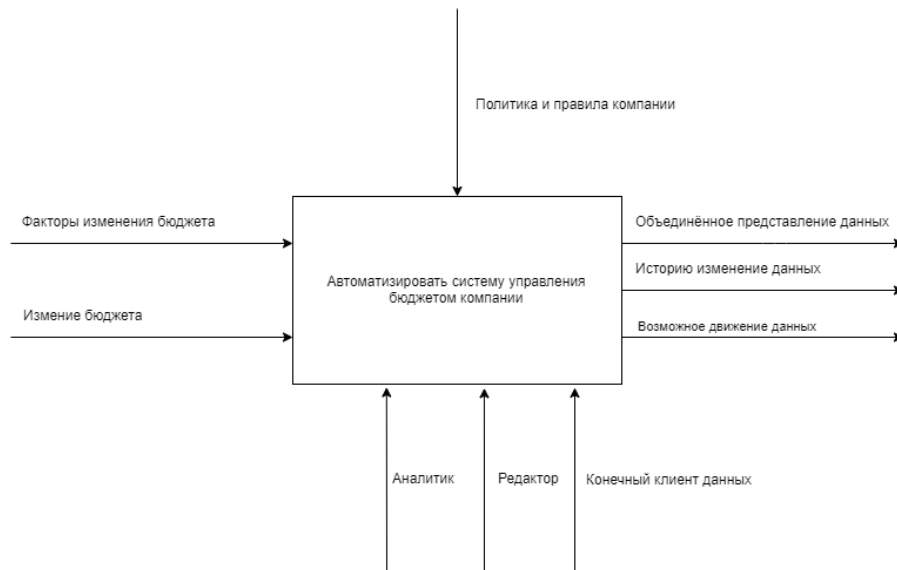 Политика и правила компании
Факторы изменения бюджета
Объединённое представление данных
Историю изменение данных
Автоматизировать систему управления
бюджетом компании
Измение бюджета
Возможное движение данных
Аналитик
Редактор
Конечный клиент данных